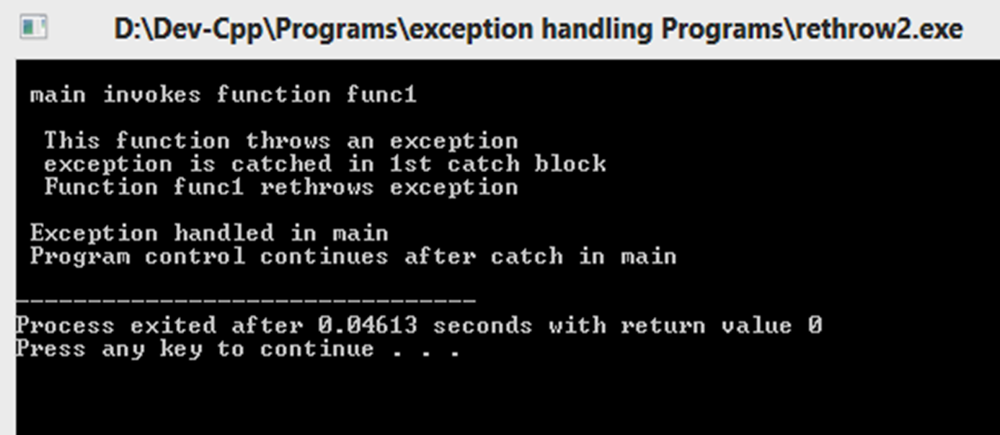 D:\Dev-Cpp\Programs\exception handling Programs\rethrow2.exe
main invokes function func1
This function throws an exception
exception is catched in 1st catch block
Function func1 rethrows exception
Exception handled in main
Program control continues after catch in main
--------------------------------
Process exited after 0.04613 seconds with return value 0
Press any key to continue . . .